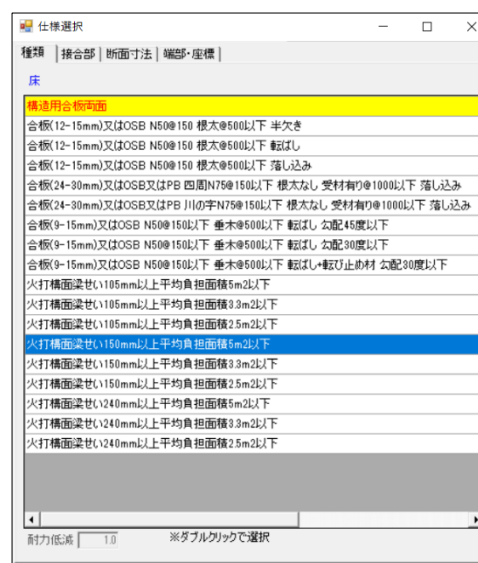 仕様選択
種類 接合部 断面寸法 端部・座標
床
構造用合板両面
合板(12-15mm)又はOSB N50@150 根太@500以下 半欠き
合板(12-15mm)又はOSB N50@150 根太@500以下 転ばし
合板(12-15mm)又はOSB N50@150 根太@500以下 落し込み
合板(24-30mm)又はOSB又はPB 四周N75@150以下 根太なし 受材有り@1000以下 落し込み
合板(24-30mm)又はOSB又はPB 川の字N75@150以下 根太なし 受材有り@1000以下 落し込み
合板(9-15mm)又はOSB N50@150以下 垂木@500以下 転ばし 勾配45度以下
合板(9-15mm)又はOSB N50@150以下 垂木@500以下 転ばし 勾配30度以下
合板(9-15mm)又はOSB N50@150以下 垂木@500以下 転ばし+転び止め材 勾配30度以下
火打構面梁せい105mm以上平均負担面積5m2以下
火打構面梁せい105mm以上平均負担面積3.3m2以下
火打構面梁せい105mm以上平均負担面積2.5m2以下
火打構面梁せい150mm以上平均負担面積5m2以下
火打構面梁せい150mm以上平均負担面積3.3m2以下
火打構面梁せい150mm以上平均負担面積2.5m2以下
火打構面梁せい240mm以上平均負担面積5m2以下
火打構面梁せい240mm以上平均負担面積3.3m2以下
火打構面梁せい240mm以上平均負担面積2.5m2以下
耐力低減 1.0 ※ダブルクリックで選択